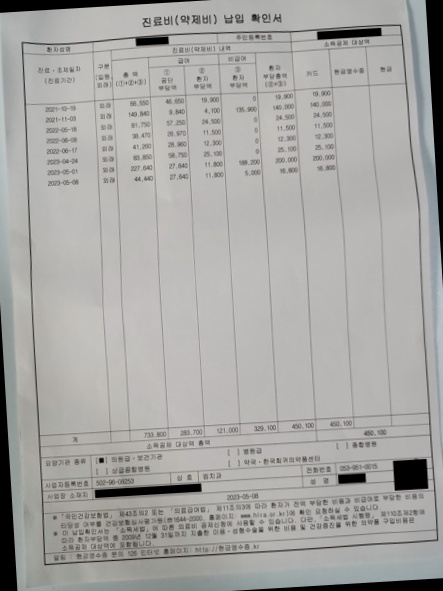 진료비(약제비) 납입 확인서
환자성명 주민등록번호
진료·조제일자 (진료기간) 구분 (입원, 외래) 진료비(약제비) 내역 소득공제 대상액
총 액 (①+②+③) 급여 비급여 환자 부담총액 (②+③) 카드 현금영수증 현금
① 공단 부담액 ② 환자 부담액 ③ 환자 부담액
2021-10-19 외래 66,550 46,650 19,900 0 19,900 19,900
2021-11-03 외래 149,840 9,840 4,100 135,900 140,000 140,000
2022-05-18 외래 81,750 57,250 24,500 0 24,500 24,500
외래 38,470 26,970 11,500 0 11,500 11,500
2022-06-17 외래 41,260 28,960 12,300 0 12,300 12,300
2023-04-24 외래 83,850 58,750 25,100 0 25,100 25,100
2023-05-01 외래 227,640 27,640 11,800 188,200 200,000 200,000
2023-05-08 외래 44,440 27,640 11,800 5,000 16,800 16,800
계 733,800 283,700 121,000 329,100 450,100 450,100
소득공제 대상액 총액 450,100
요양기관 종류 [■] 의원급·보건기관 [ ] 병원급 [ ] 종합병원
[ ] 상급종합병원 [ ] 약국·한국희귀의약품센터
사업자등록번호 502-96-08253 상 호 치과 전화번호 053-951-0015
사업장 소재지 성 명
2023-05-08
※「국민건강보험법」 제43조의2 또는 「의료급여법」 제11조의3에 따라 환자가 전액 부담한 비용과 비급여로 부담한 비용의
타당성 여부를 건강보험심사평가원(☎1644-2000, 홈페이지: www.hira.or.kr)에 확인 요청하실 수 있습니다.
※ 이 납입확인서는 「소득세법」에 따른 의료비 공제신청에 사용할 수 있습니다. 다만, 「소득세법 시행령」 제110조제2항에
따라 환자부담액 중 2009년 12월 31일까지 지출한 미용·성형수술을 위한 비용 및 건강증진을 위한 의약품 구입비용은
소득공제 대상액에 포함됩니다.
알림 : 현금영수증 문의 126 인터넷 홈페이지: http://현금영수증.kr